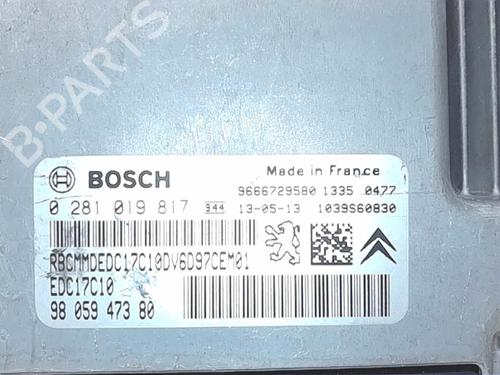 B-PARTS
BOSCH
Made in France
9666729580 1335 0477
0 281 019 817 344 13-05-13 1039S60830
RBCMMDEDC17C10DV6D97CEM01
EDC17C10
98 059 473 80